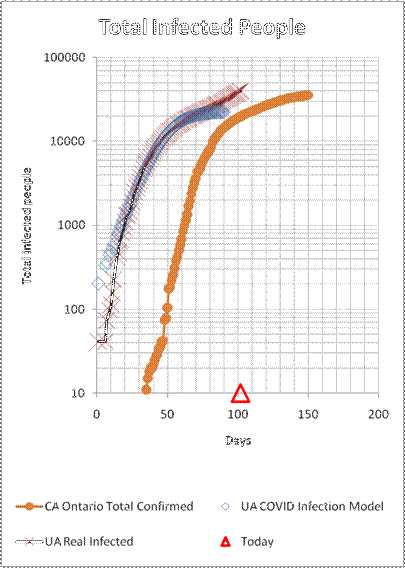 Total Infected People
100000
10000
1000
100
10
Total Infected people
0 50 100 150 200
Days
CA Ontario Total Confirmed
UA COVID Infection Model
UA Real Infected
Today